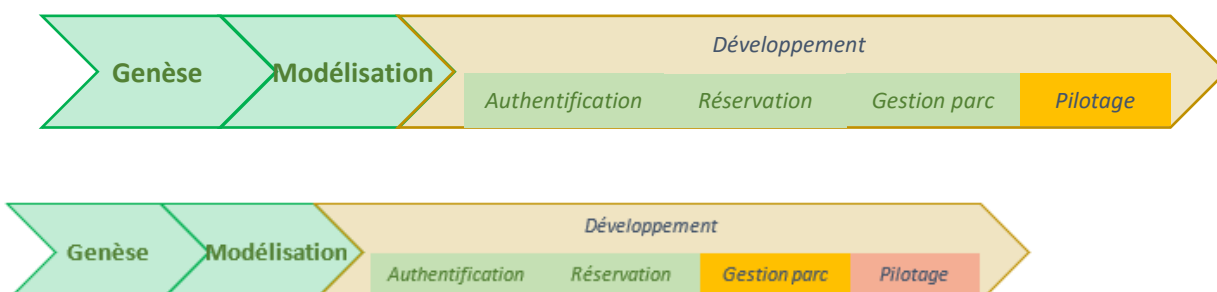 Développement
Genèse Modélisation
Authentification Réservation Gestion parc Pilotage
Développement
Genèse Modélisation
Authentification Réservation Gestion parc Pilotage